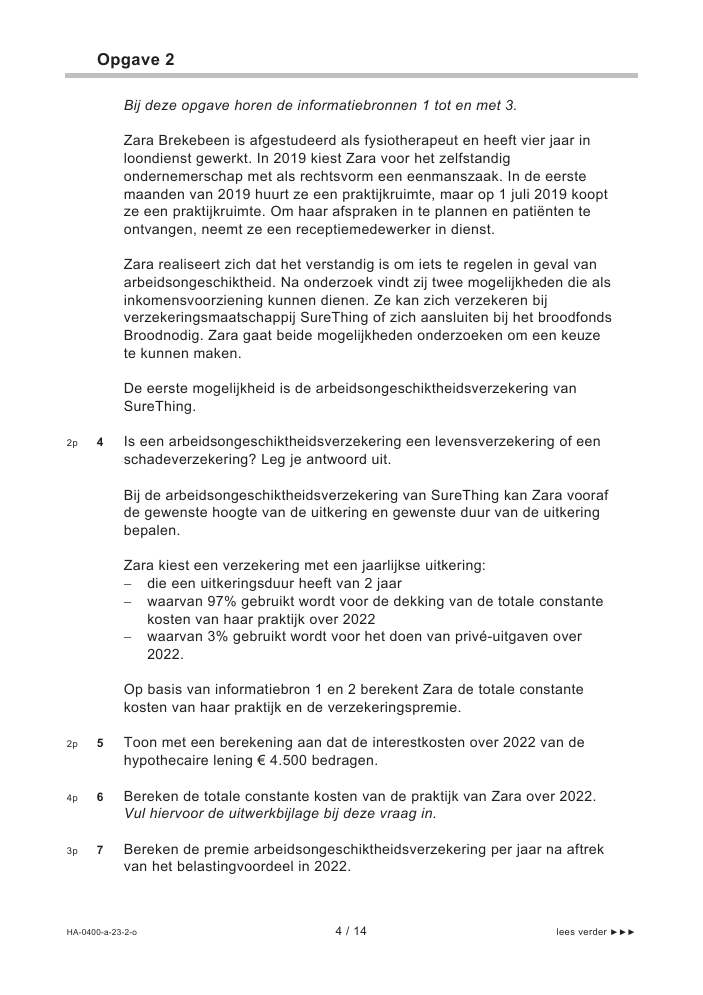 Opgave 2
Bij deze opgave horen de informatiebronnen 1 tot en met 3.
Zara Brekebeen is afgestudeerd als fysiotherapeut en heeft vier jaar in
loondienst gewerkt. In 2019 kiest Zara voor het zelfstandig
ondernemerschap met als rechtsvorm een eenmanszaak. In de eerste
maanden van 2019 huurt ze een praktijkruimte, maar op 1 juli 2019 koopt
ze een praktijkruimte. Om haar afspraken in te plannen en patiënten te
ontvangen, neemt ze een receptiemedewerker in dienst.
Zara realiseert zich dat het verstandig is om iets te regelen in geval van
arbeidsongeschiktheid. Na onderzoek vindt zij twee mogelijkheden die als
inkomensvoorziening kunnen dienen. Ze kan zich verzekeren bij
verzekeringsmaatschappij SureThing of zich aansluiten bij het broodfonds
Broodnodig. Zara gaat beide mogelijkheden onderzoeken om een keuze
te kunnen maken.
De eerste mogelijkheid is de arbeidsongeschiktheidsverzekering van
SureThing.
2p 4 Is een arbeidsongeschiktheidsverzekering een levensverzekering of een
schadeverzekering? Leg je antwoord uit.
Bij de arbeidsongeschiktheidsverzekering van SureThing kan Zara vooraf
de gewenste hoogte van de uitkering en gewenste duur van de uitkering
bepalen.
Zara kiest een verzekering met een jaarlijkse uitkering:
− die een uitkeringsduur heeft van 2 jaar
− waarvan 97% gebruikt wordt voor de dekking van de totale constante
kosten van haar praktijk over 2022
− waarvan 3% gebruikt wordt voor het doen van privé-uitgaven over
2022.
Op basis van informatiebron 1 en 2 berekent Zara de totale constante
kosten van haar praktijk en de verzekeringspremie.
2p 5 Toon met een berekening aan dat de interestkosten over 2022 van de
hypothecaire lening € 4.500 bedragen.
4p 6 Bereken de totale constante kosten van de praktijk van Zara over 2022.
Vul hiervoor de uitwerkbijlage bij deze vraag in.
3p 7 Bereken de premie arbeidsongeschiktheidsverzekering per jaar na aftrek
van het belastingvoordeel in 2022.
HA-0400-a-23-2-o 4 / 14 lees verder ►►►